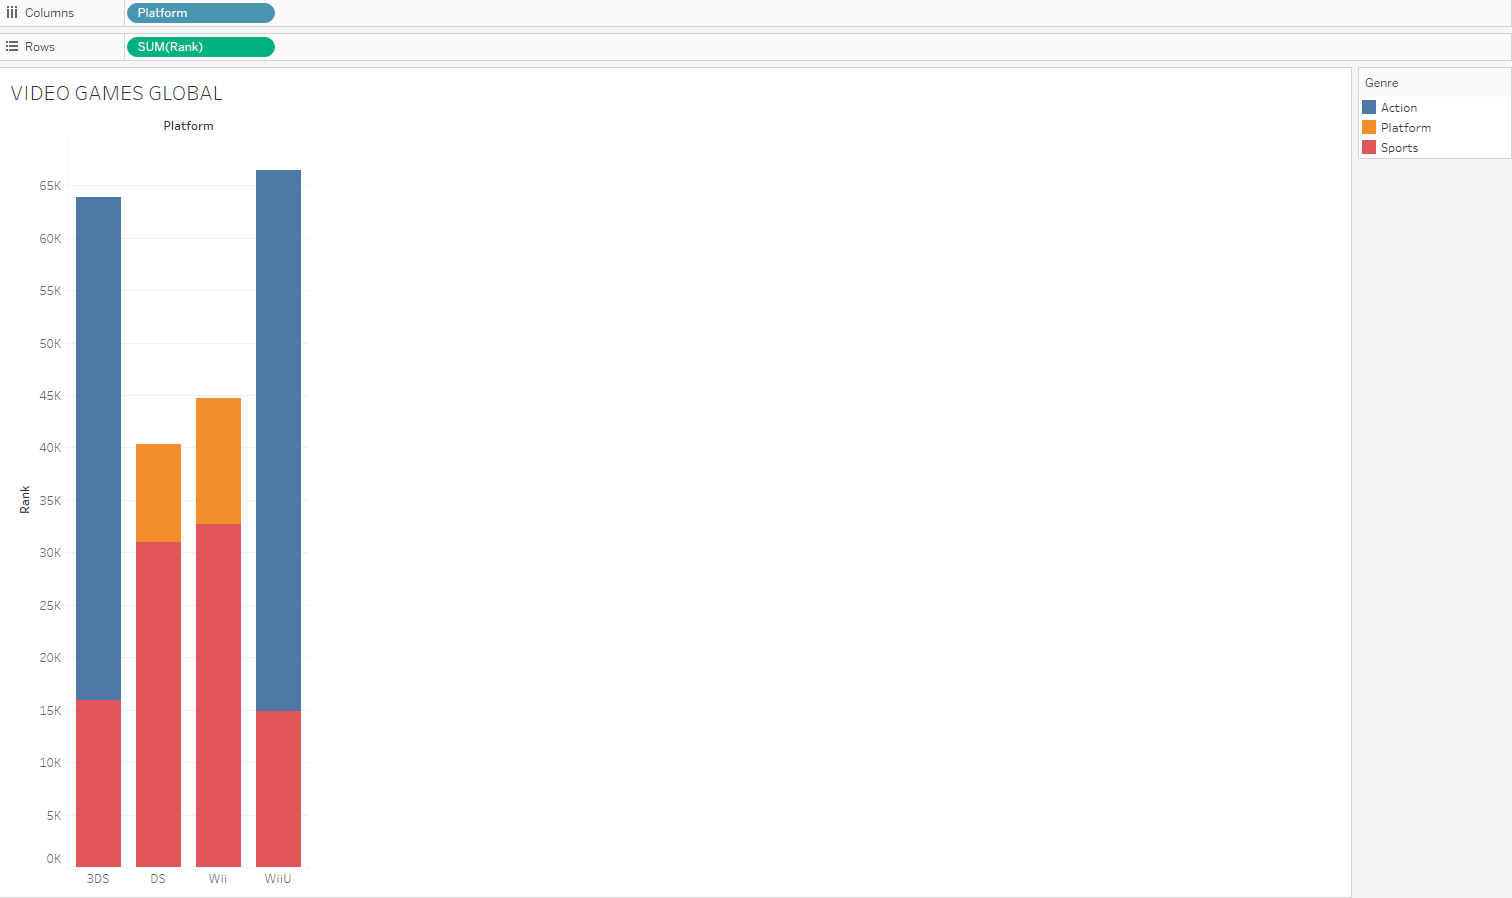 Columns
Platform
Rows
SUM(Rank)
VIDEO GAMES GLOBAL
Platform
65K
60K
55K
50K
45K
40K
35K
30K
25K
20K
15K
10K
5K
0K
Rank
3DS
DS
Wii
WiiU
Genre
Action
Platform
Sports